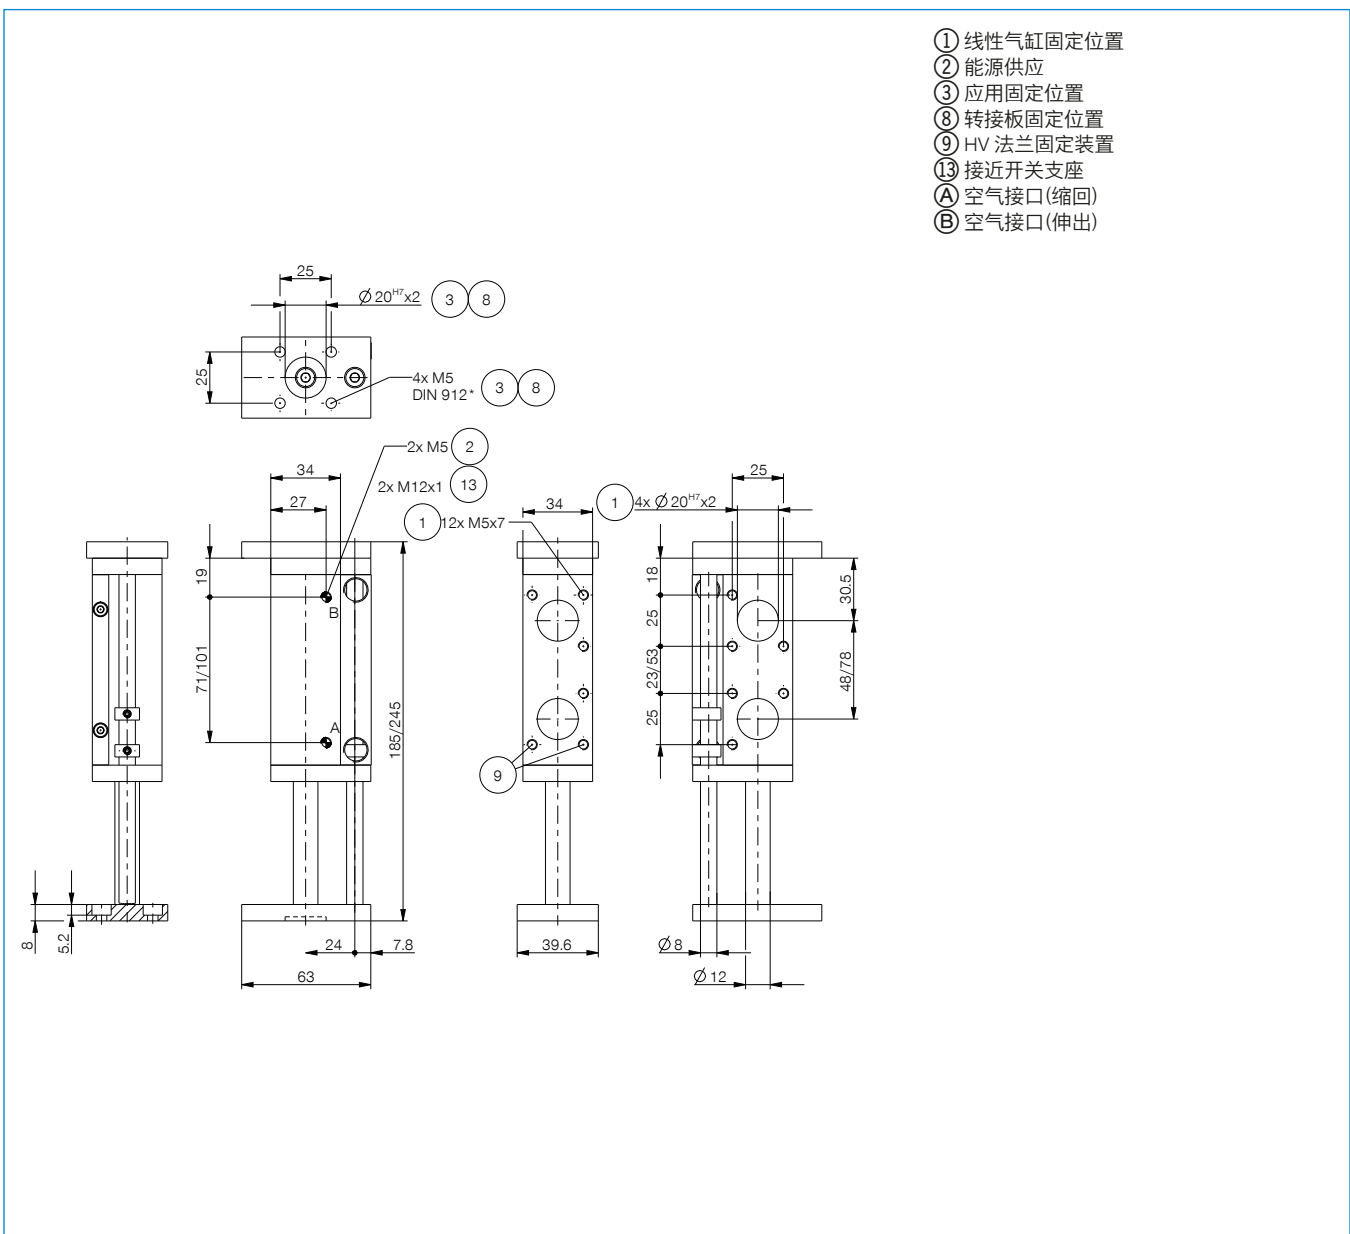 ① 线性气缸固定位置
② 能源供应
③ 应用固定位置
⑧ 转接板固定位置
⑨ HV 法兰固定装置
⑬ 接近开关支座
Ⓐ 空气接口(缩回)
Ⓑ 空气接口(伸出)
25
Ø 20H7x2 3 8
25
4x M5
DIN 912* 3 8
2x M5 2
34
2x M12x1 13
27
1 12x M5x7
19
B
71/101
A
185/245
8
5.2
24
7.8
63
34
9
39.6
25
1 4x Ø 20H7x2
18
30.5
25
23/53
48/78
25
Ø 8
Ø 12